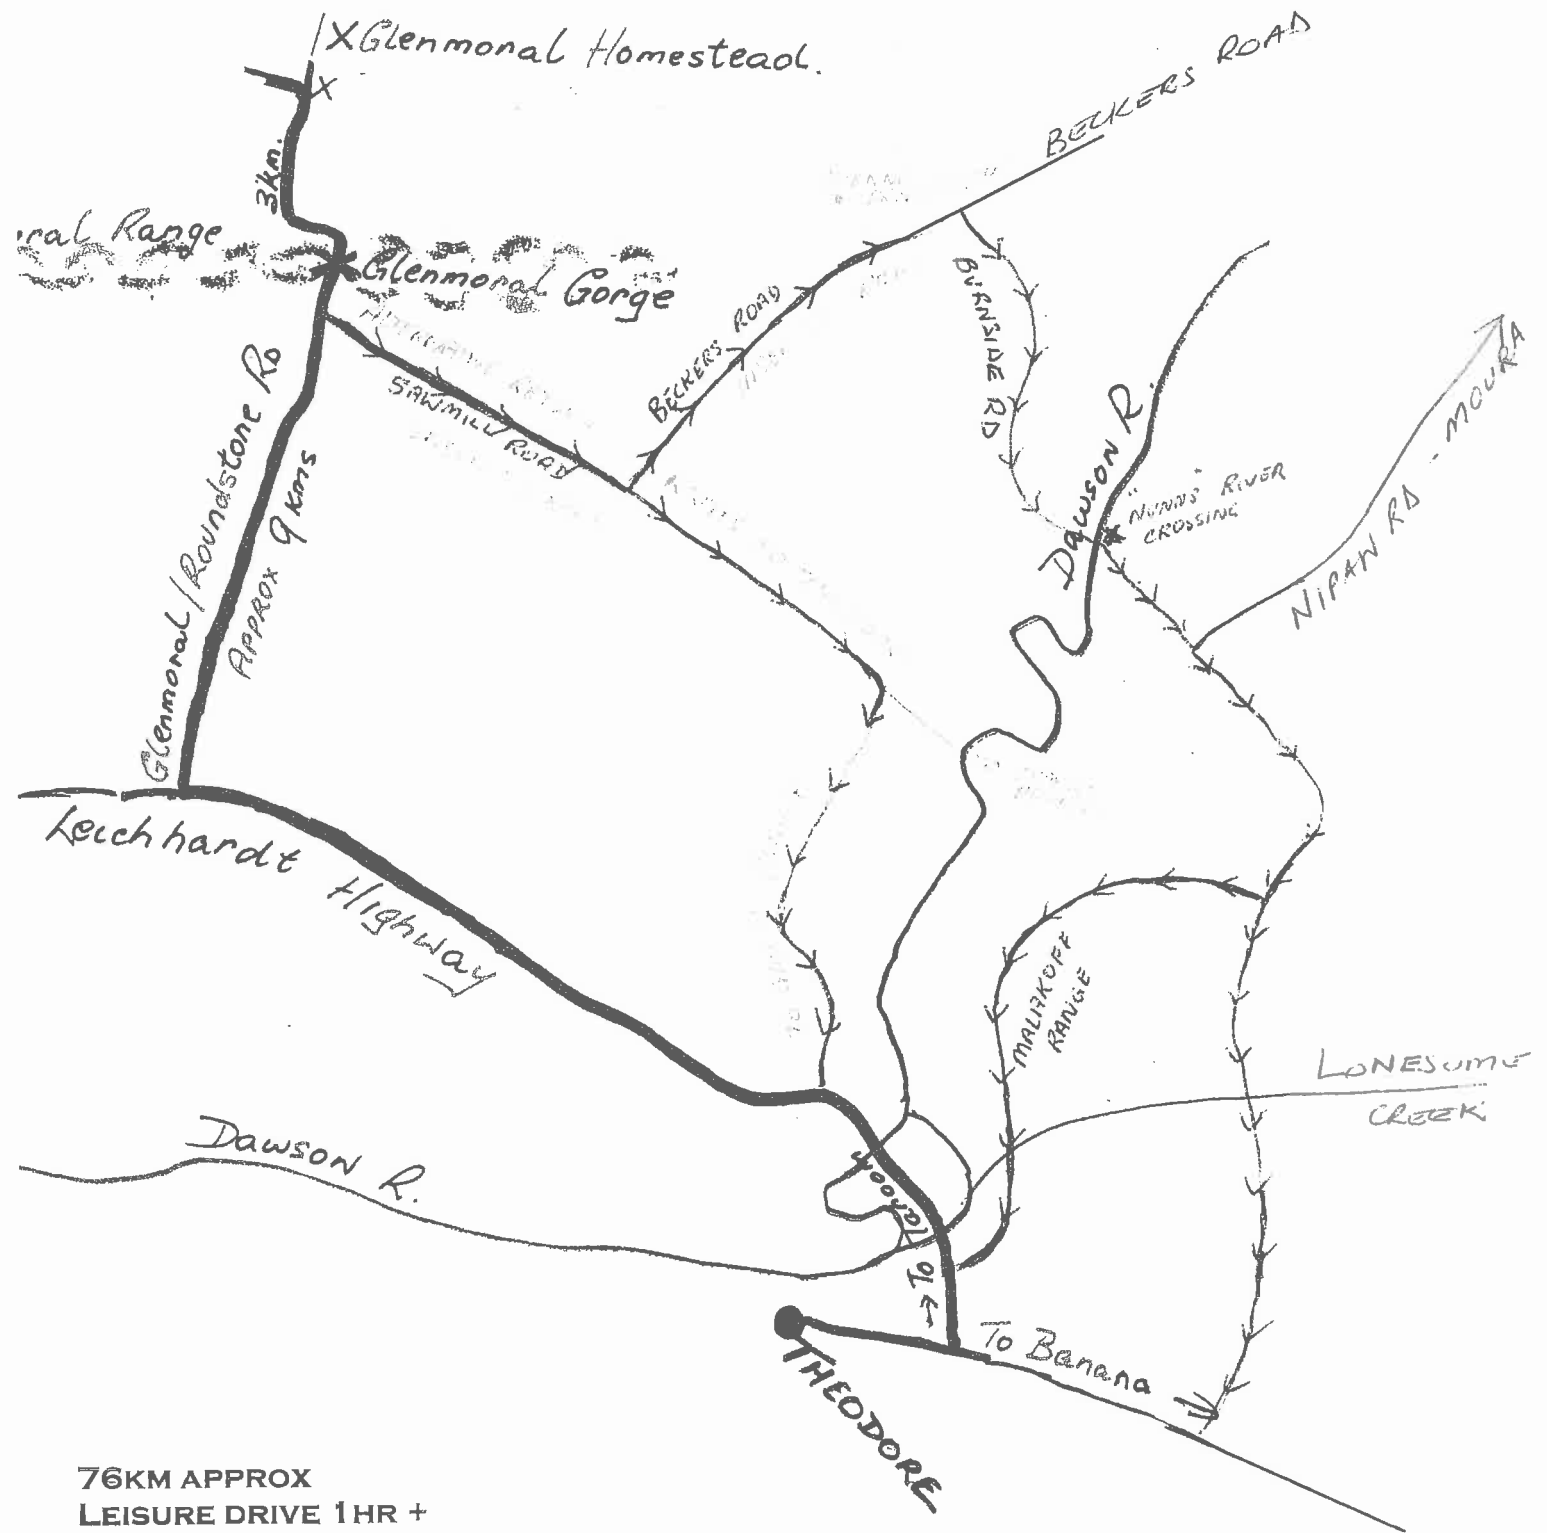 X Glenmoral Homestead.
X
3km.
BECKERS ROAD
Range
Glenmoral Gorge
BECKERS ROAD
BURNSIDE RD
SAWMILL ROAD
Glenmoral/Roundstone RD
APPROX 9 kms
DAWSON R.
"NUNNS" RIVER
CROSSING
NIPAN RD - MOURA
Leichhardt Highway
MALAKOFF
RANGE
LONESOME
CREEK
DAWSON R.
To
Taroom
To Banana
THEODORE
76KM APPROX
LEISURE DRIVE 1HR +